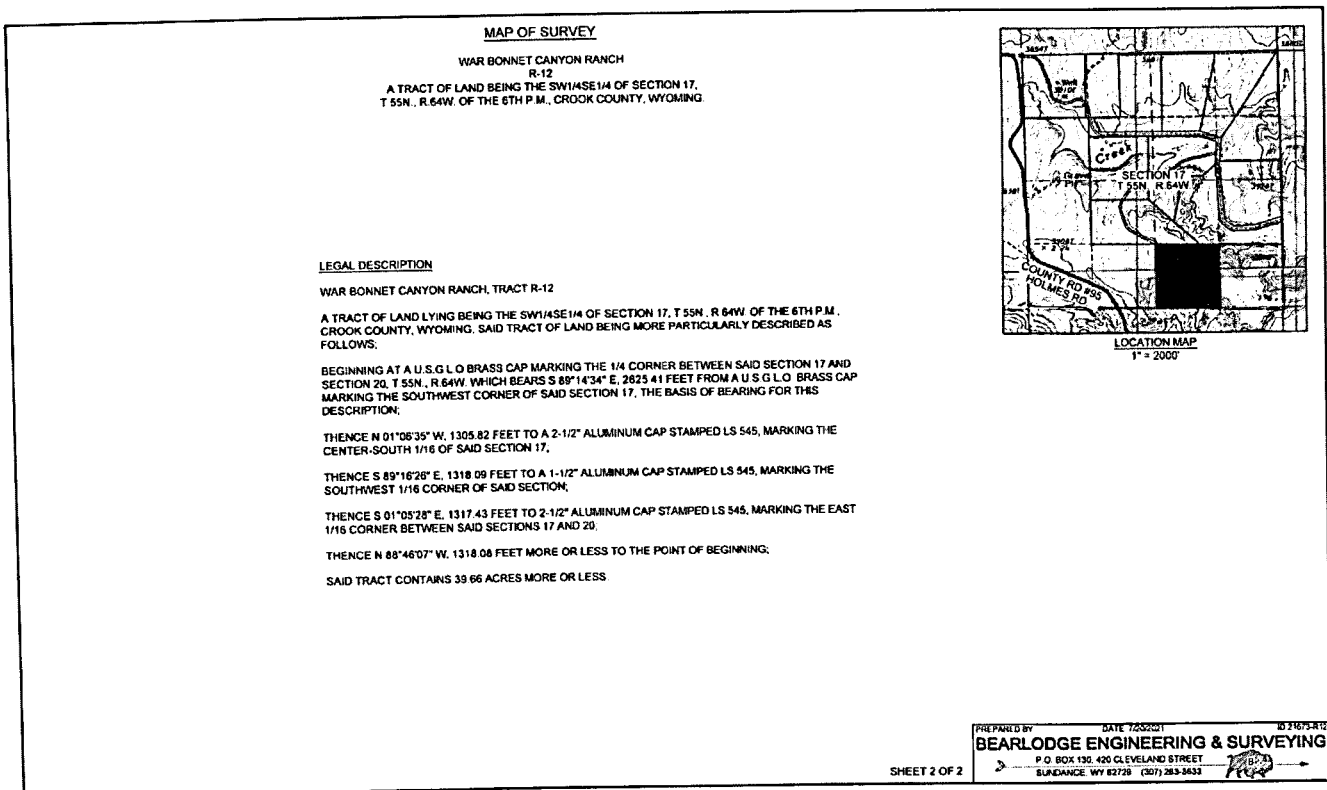 MAP OF SURVEY
WAR BONNET CANYON RANCH
R-12
A TRACT OF LAND BEING THE SW1/4SE1/4 OF SECTION 17,
T 55N., R.64W. OF THE 6TH P.M., CROOK COUNTY, WYOMING.
LEGAL DESCRIPTION
WAR BONNET CANYON RANCH, TRACT R-12
A TRACT OF LAND LYING BEING THE SW1/4SE1/4 OF SECTION 17, T 55N., R 64W. OF THE 6TH P.M.,
CROOK COUNTY, WYOMING, SAID TRACT OF LAND BEING MORE PARTICULARLY DESCRIBED AS
FOLLOWS;
BEGINNING AT A U.S.G L O BRASS CAP MARKING THE 1/4 CORNER BETWEEN SAID SECTION 17 AND
SECTION 20, T 55N., R.64W. WHICH BEARS S 89°14'34" E, 2625 41 FEET FROM A U.S G L.O. BRASS CAP
MARKING THE SOUTHWEST CORNER OF SAID SECTION 17, THE BASIS OF BEARING FOR THIS
DESCRIPTION;
THENCE N 01°06'35" W, 1305.82 FEET TO A 2-1/2" ALUMINUM CAP STAMPED LS 545, MARKING THE
CENTER-SOUTH 1/16 OF SAID SECTION 17;
THENCE S 89°16'26" E, 1318 09 FEET TO A 1-1/2" ALUMINUM CAP STAMPED LS 545, MARKING THE
SOUTHWEST 1/16 CORNER OF SAID SECTION;
THENCE S 01°05'28" E, 1317.43 FEET TO 2-1/2" ALUMINUM CAP STAMPED LS 545, MARKING THE EAST
1/16 CORNER BETWEEN SAID SECTIONS 17 AND 20;
THENCE N 88°46'07" W, 1318.08 FEET MORE OR LESS TO THE POINT OF BEGINNING;
SAID TRACT CONTAINS 39 66 ACRES MORE OR LESS.
Creek
SECTION 17
T 55N., R.64W.
COUNTY RD #95
HOLMES RD
LOCATION MAP
1" = 2000'
SHEET 2 OF 2
PREPARED BY DATE 7/20/2021 ID 21673-R12
BEARLODGE ENGINEERING & SURVEYING
P.O. BOX 130, 420 CLEVELAND STREET
SUNDANCE, WY 82729 (307) 283-3633